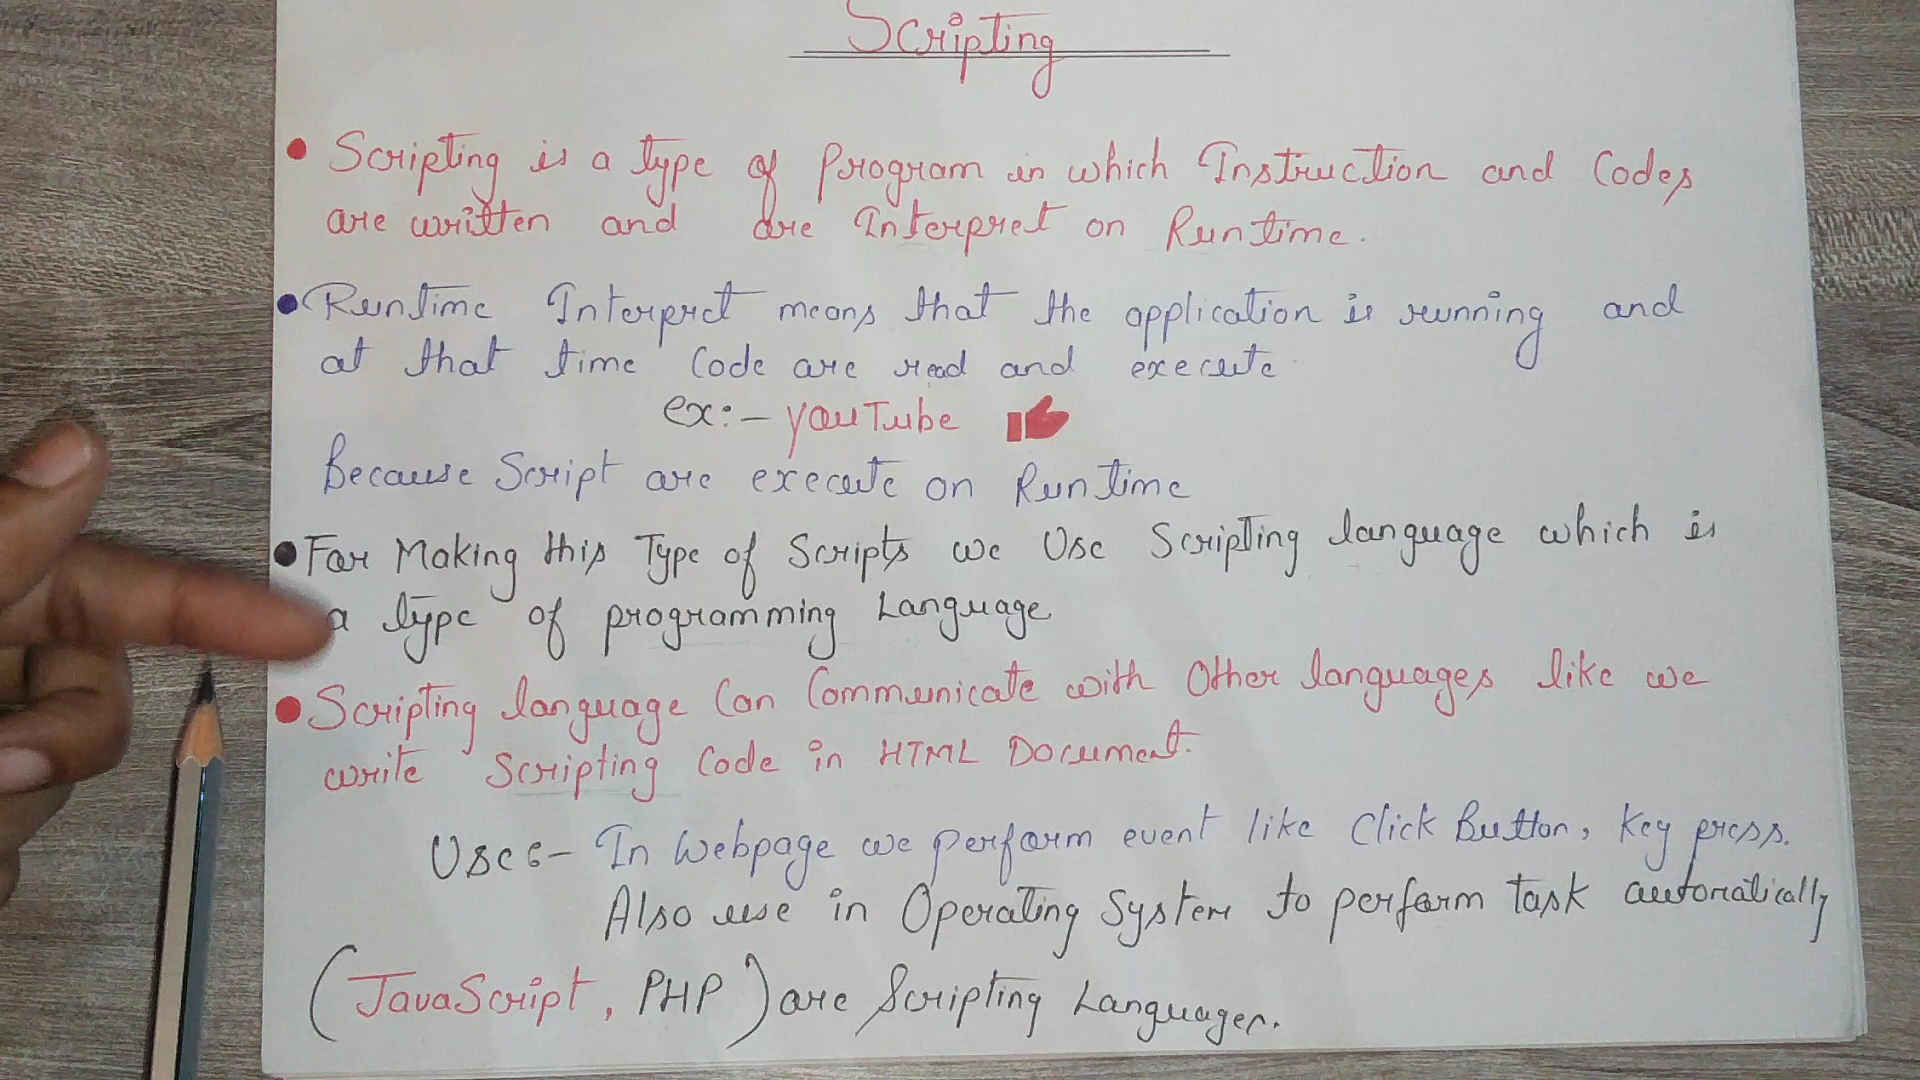 Scripting
• Scripting is a type of Program in which Instruction and Codes
are written and are Interpret on Runtime.
• Runtime Interpret means that the application is running and
at that time Code are read and execute
ex:- YouTube
Because Script are execute on Runtime
• For Making this Type of Scripts we Use Scripting language which is
a type of programming Language
• Scripting language Can Communicate with Other languages like we
write Scripting Code in HTML Document.
Use:- In Webpage we perform event like Click Button, Key press.
Also use in Operating System to perform task automatically
(JavaScript, PHP) are Scripting Languages.